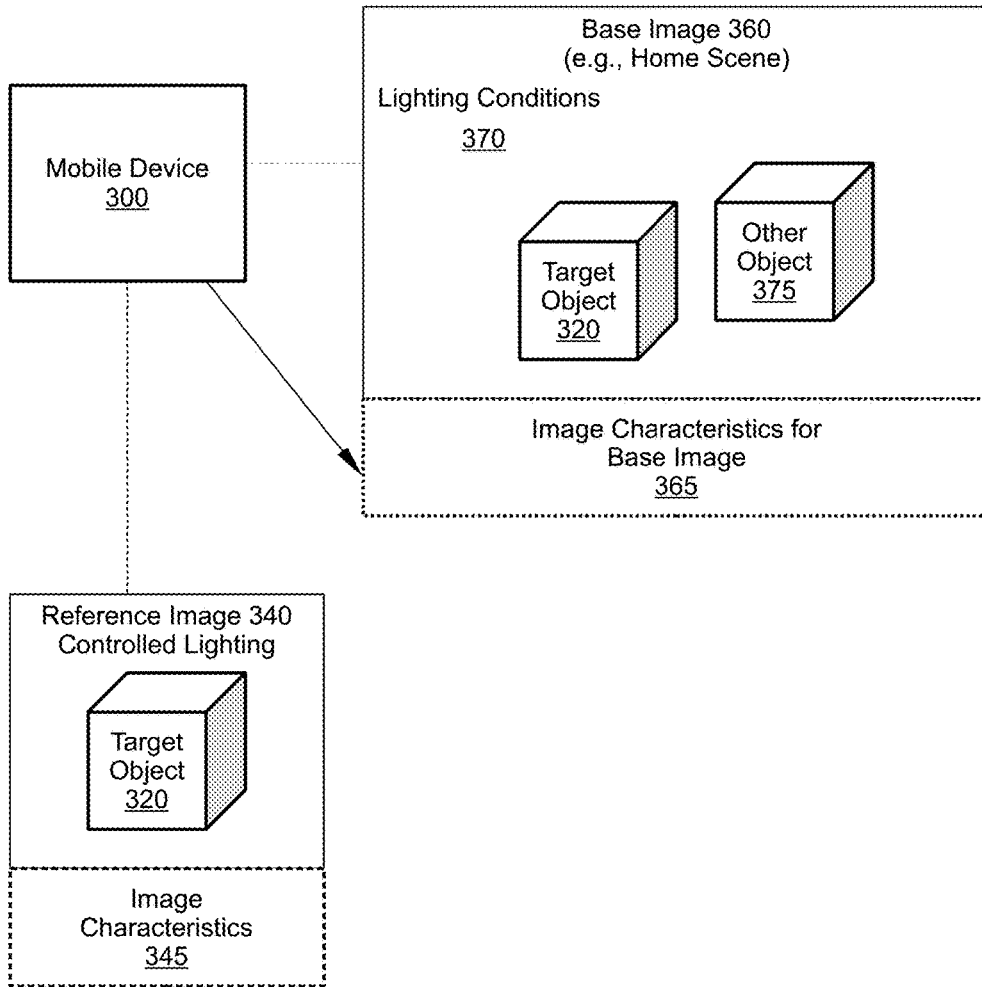 Base Image 360
(e.g., Home Scene)
Lighting Conditions
370
Mobile Device
300
Other
Object
375
Target
Object
320
Image Characteristics for
Base Image
365
Reference Image 340
Controlled Lighting
Target
Object
320
Image
Characteristics
345